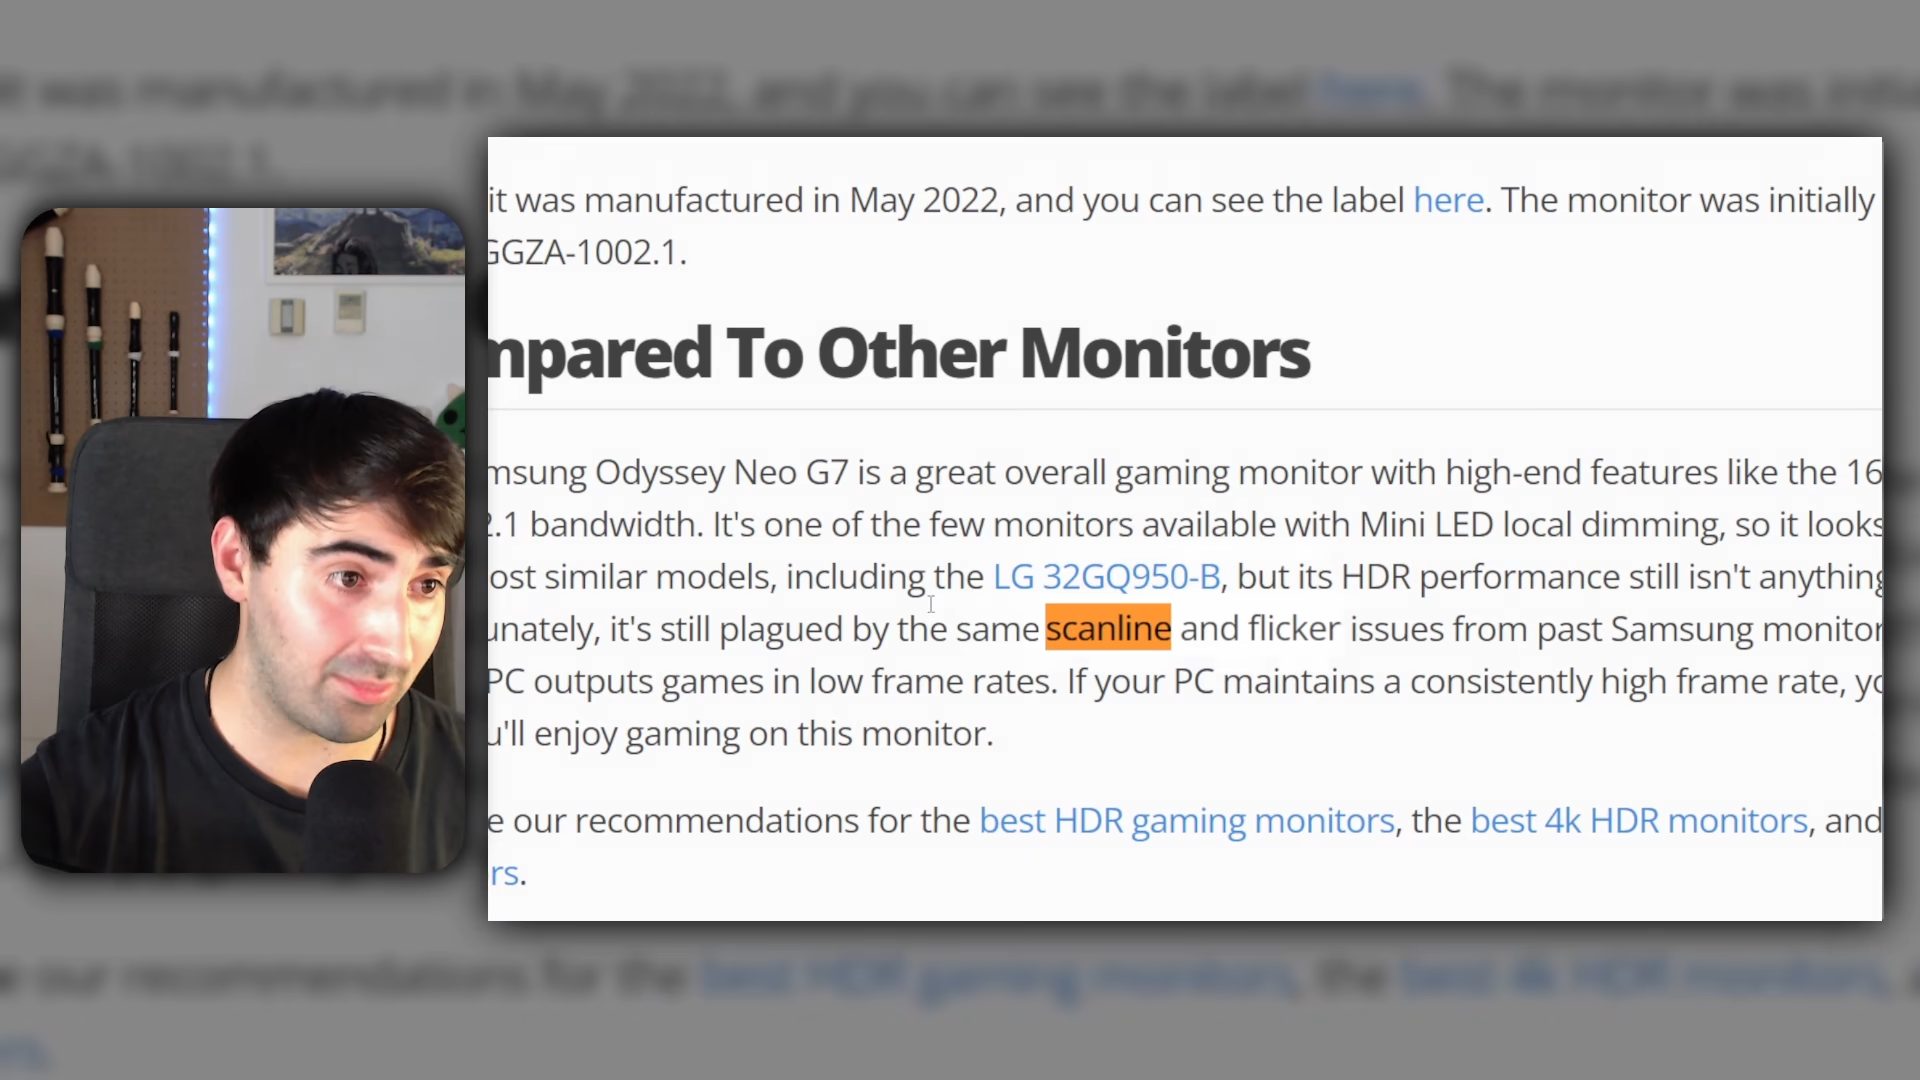 it was manufactured in May 2022, and you can see the label here. The monitor was initially
GGZA-1002.1.
mpared To Other Monitors
msung Odyssey Neo G7 is a great overall gaming monitor with high-end features like the 16
2.1 bandwidth. It's one of the few monitors available with Mini LED local dimming, so it looks
ost similar models, including the LG 32GQ950-B, but its HDR performance still isn't anything
unately, it's still plagued by the same scanline and flicker issues from past Samsung monitor
PC outputs games in low frame rates. If your PC maintains a consistently high frame rate, yo
u'll enjoy gaming on this monitor.
e our recommendations for the best HDR gaming monitors, the best 4k HDR monitors, and
rs.